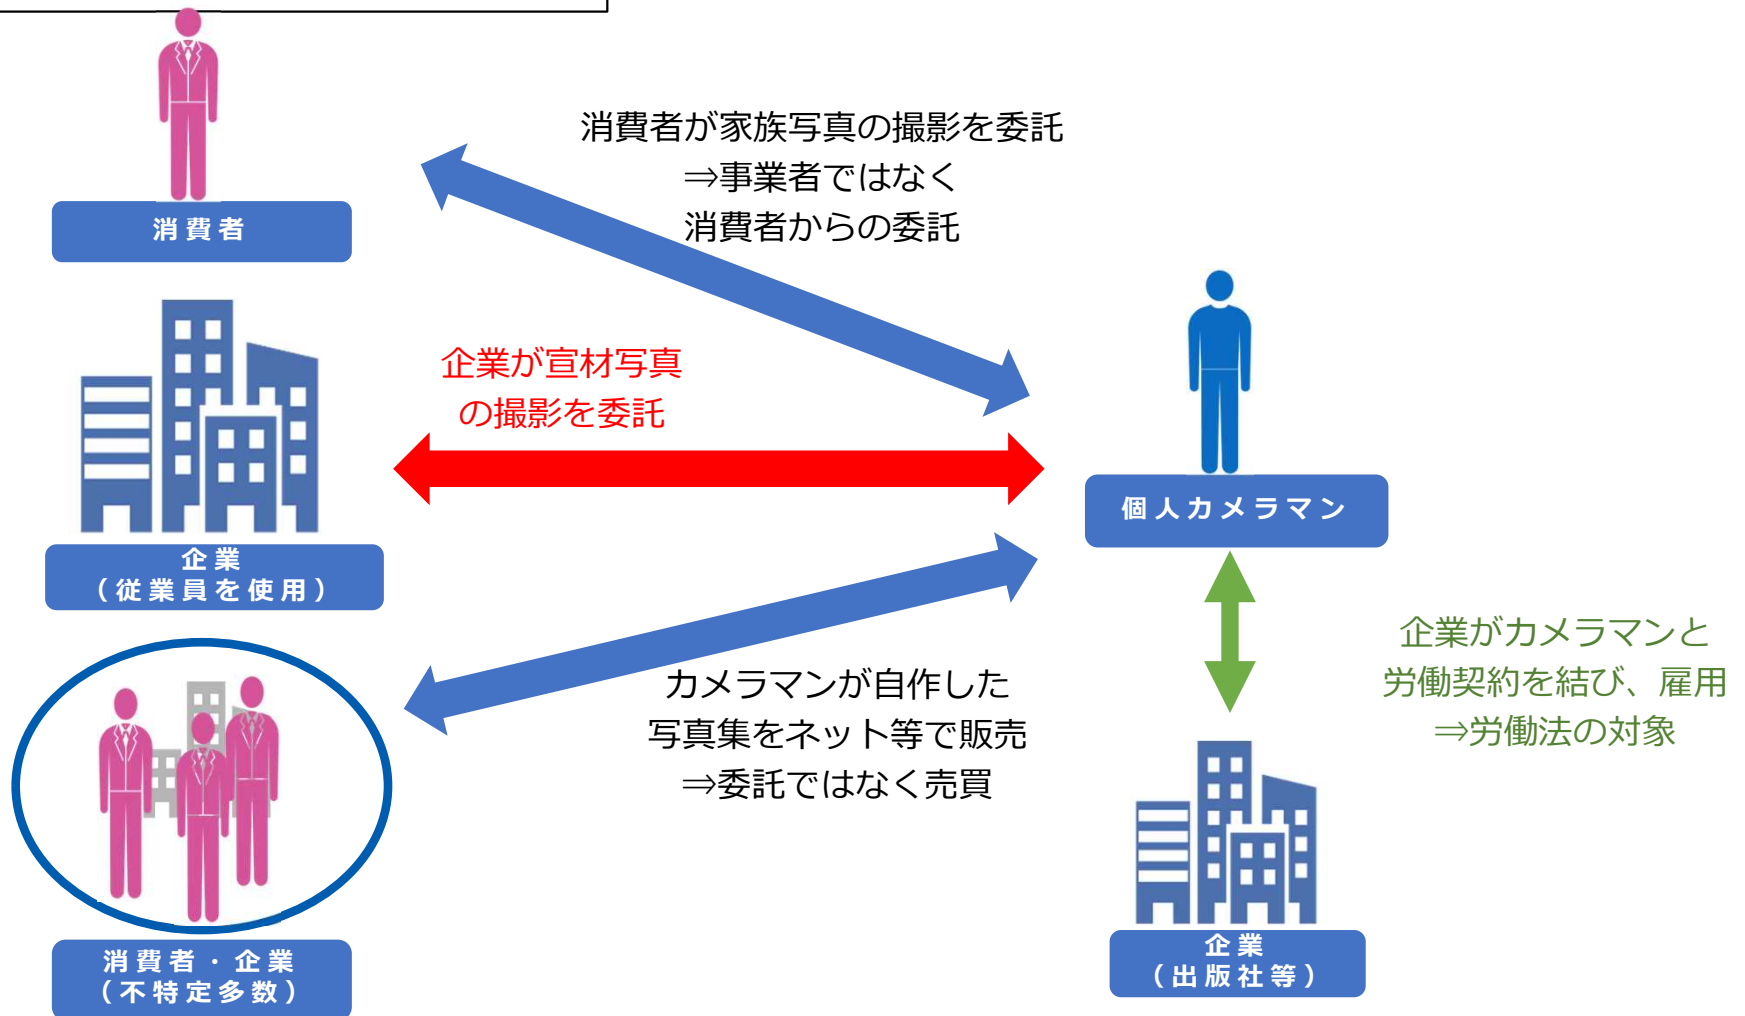 消費者が家族写真の撮影を委託
⇒事業者ではなく
消費者からの委託
消費者
企業が宣材写真
の撮影を委託
個人カメラマン
企業
（従業員を使用）
カメラマンが自作した
写真集をネット等で販売
⇒委託ではなく売買
企業がカメラマンと
労働契約を結び、雇用
⇒労働法の対象
消費者・企業
（不特定多数）
企業
（出版社等）